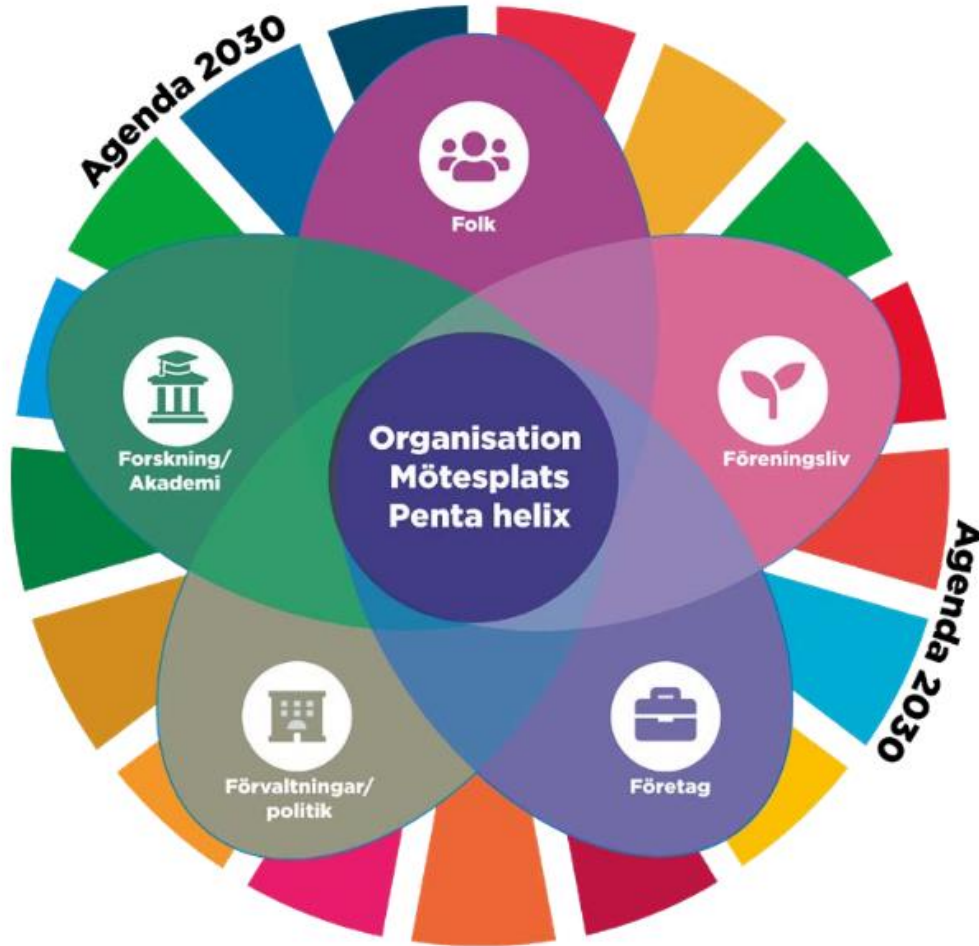 Agenda 2030
Folk
Forskning/
Akademi
Föreningsliv
Organisation
Mötesplats
Penta helix
Agenda 2030
Förvaltningar/
politik
Företag